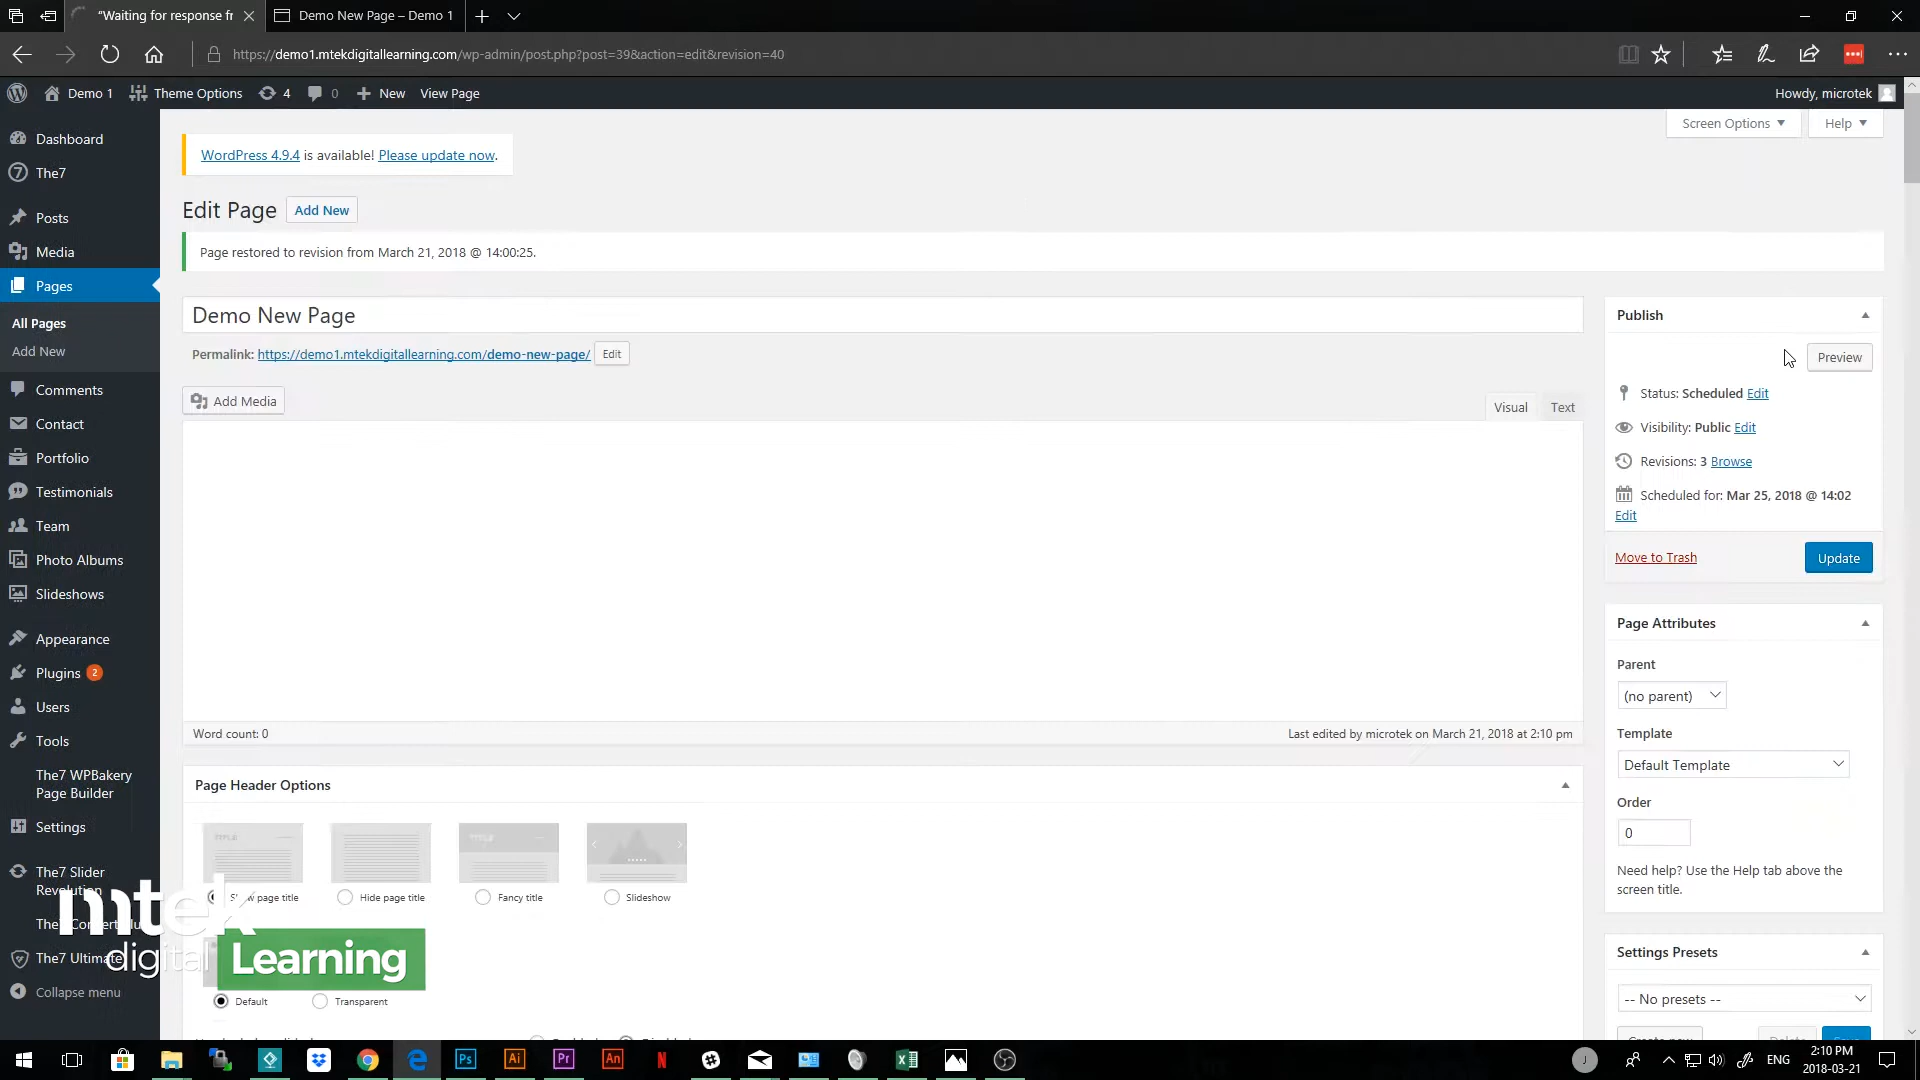 "Waiting for response fr
Demo New Page – Demo 1
https://demo1.mtekdigitallearning.com/wp-admin/post.php?post=39&action=edit&revision=40
Demo 1
Theme Options
4
0
New
View Page
Howdy, microtek
Screen Options
Help
Dashboard
The7
Posts
Media
Pages
All Pages
Add New
Comments
Contact
Portfolio
Testimonials
Team
Photo Albums
Slideshows
Appearance
Plugins 2
Users
Tools
The7 WPBakery
Page Builder
Settings
The7 Slider
Revolution
The7 Ultimate
Collapse menu
WordPress 4.9.4 is available! Please update now.
Edit Page
Add New
Page restored to revision from March 21, 2018 @ 14:00:25.
Demo New Page
Permalink: https://demo1.mtekdigitallearning.com/demo-new-page/
Edit
Add Media
Visual
Text
Word count: 0
Last edited by microtek on March 21, 2018 at 2:10 pm
Page Header Options
Show page title
Hide page title
Fancy title
Slideshow
Default
Transparent
mtek
digital
Learning
Publish
Preview
Status: Scheduled Edit
Visibility: Public Edit
Revisions: 3 Browse
Scheduled for: Mar 25, 2018 @ 14:02
Edit
Move to Trash
Update
Page Attributes
Parent
(no parent)
Template
Default Template
Order
0
Need help? Use the Help tab above the
screen title.
Settings Presets
-- No presets --
Ps
Ai
Pr
An
N
J
ENG
2:10 PM
2018-03-21